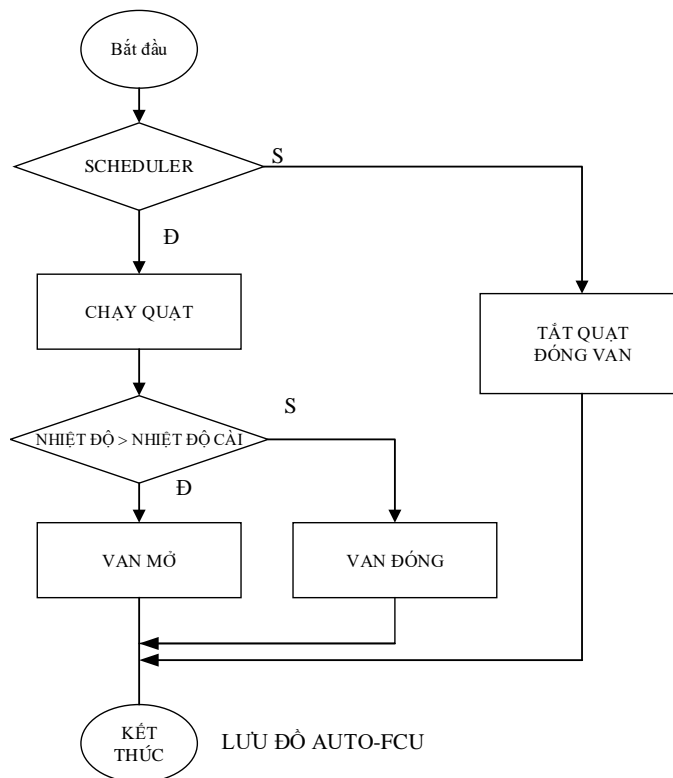 Bắt đầu
SCHEDULER
S
Đ
CHẠY QUẠT
TẮT QUẠT
ĐÓNG VAN
S
NHIỆT ĐỘ > NHIỆT ĐỘ CÀI
Đ
VAN MỞ
VAN ĐÓNG
KẾT
THÚC
LƯU ĐỒ AUTO-FCU